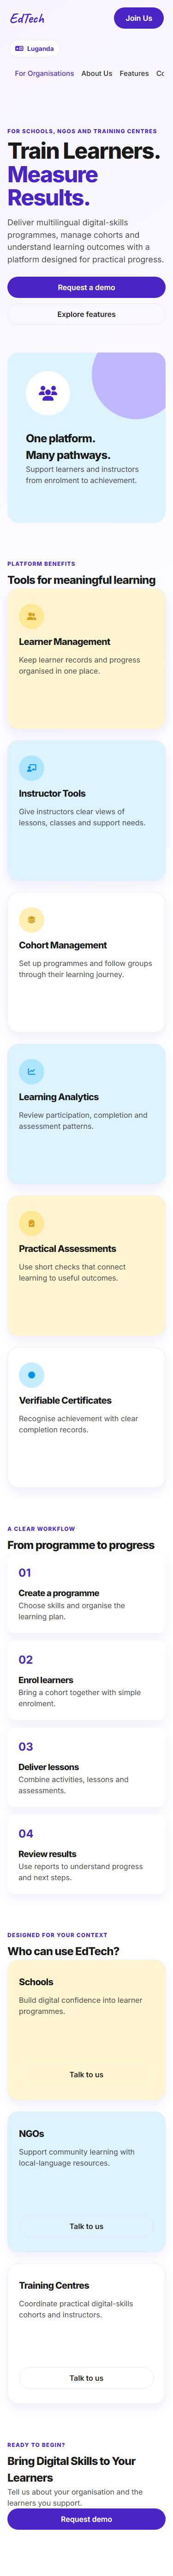 EdTech
Join Us
Luganda
For Organisations About Us Features
FOR SCHOOLS, NGOS AND TRAINING CENTRES
Train Learners.
Measure
Results.
Deliver multilingual digital-skills
programmes, manage cohorts and
understand learning outcomes with a
platform designed for practical progress.
Request a demo
Explore features
One platform.
Many pathways.
Support learners and instructors
from enrolment to achievement.
PLATFORM BENEFITS
Tools for meaningful learning
Learner Management
Keep learner records and progress
organised in one place.
Instructor Tools
Give instructors clear views of
lessons, classes and support needs.
Cohort Management
Set up programmes and follow groups
through their learning journey.
Learning Analytics
Review participation, completion and
assessment patterns.
Practical Assessments
Use short checks that connect
learning to useful outcomes.
Verifiable Certificates
Recognise achievement with clear
completion records.
A CLEAR WORKFLOW
From programme to progress
01
Create a programme
Choose skills and organise the
learning plan.
02
Enrol learners
Bring a cohort together with simple
enrolment.
03
Deliver lessons
Combine activities, lessons and
assessments.
04
Review results
Use reports to understand progress
and next steps.
DESIGNED FOR YOUR CONTEXT
Who can use EdTech?
Schools
Build digital confidence into learner
programmes.
Talk to us
NGOs
Support community learning with
local-language resources.
Talk to us
Training Centres
Coordinate practical digital-skills
cohorts and instructors.
Talk to us
READY TO BEGIN?
Bring Digital Skills to Your
Learners
Tell us about your organisation and the
learners you support.
Request demo